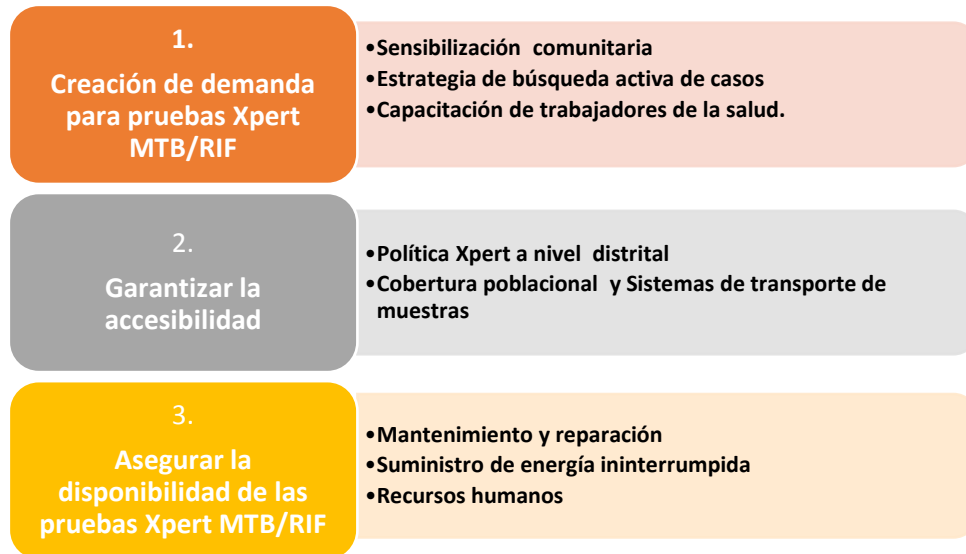 1.
Creación de demanda
para pruebas Xpert
MTB/RIF
•Sensibilización comunitaria
•Estrategia de búsqueda activa de casos
•Capacitación de trabajadores de la salud.
2.
Garantizar la
accesibilidad
•Política Xpert a nivel distrital
•Cobertura poblacional y Sistemas de transporte de
muestras
3.
Asegurar la
disponibilidad de las
pruebas Xpert MTB/RIF
•Mantenimiento y reparación
•Suministro de energía ininterrumpida
•Recursos humanos